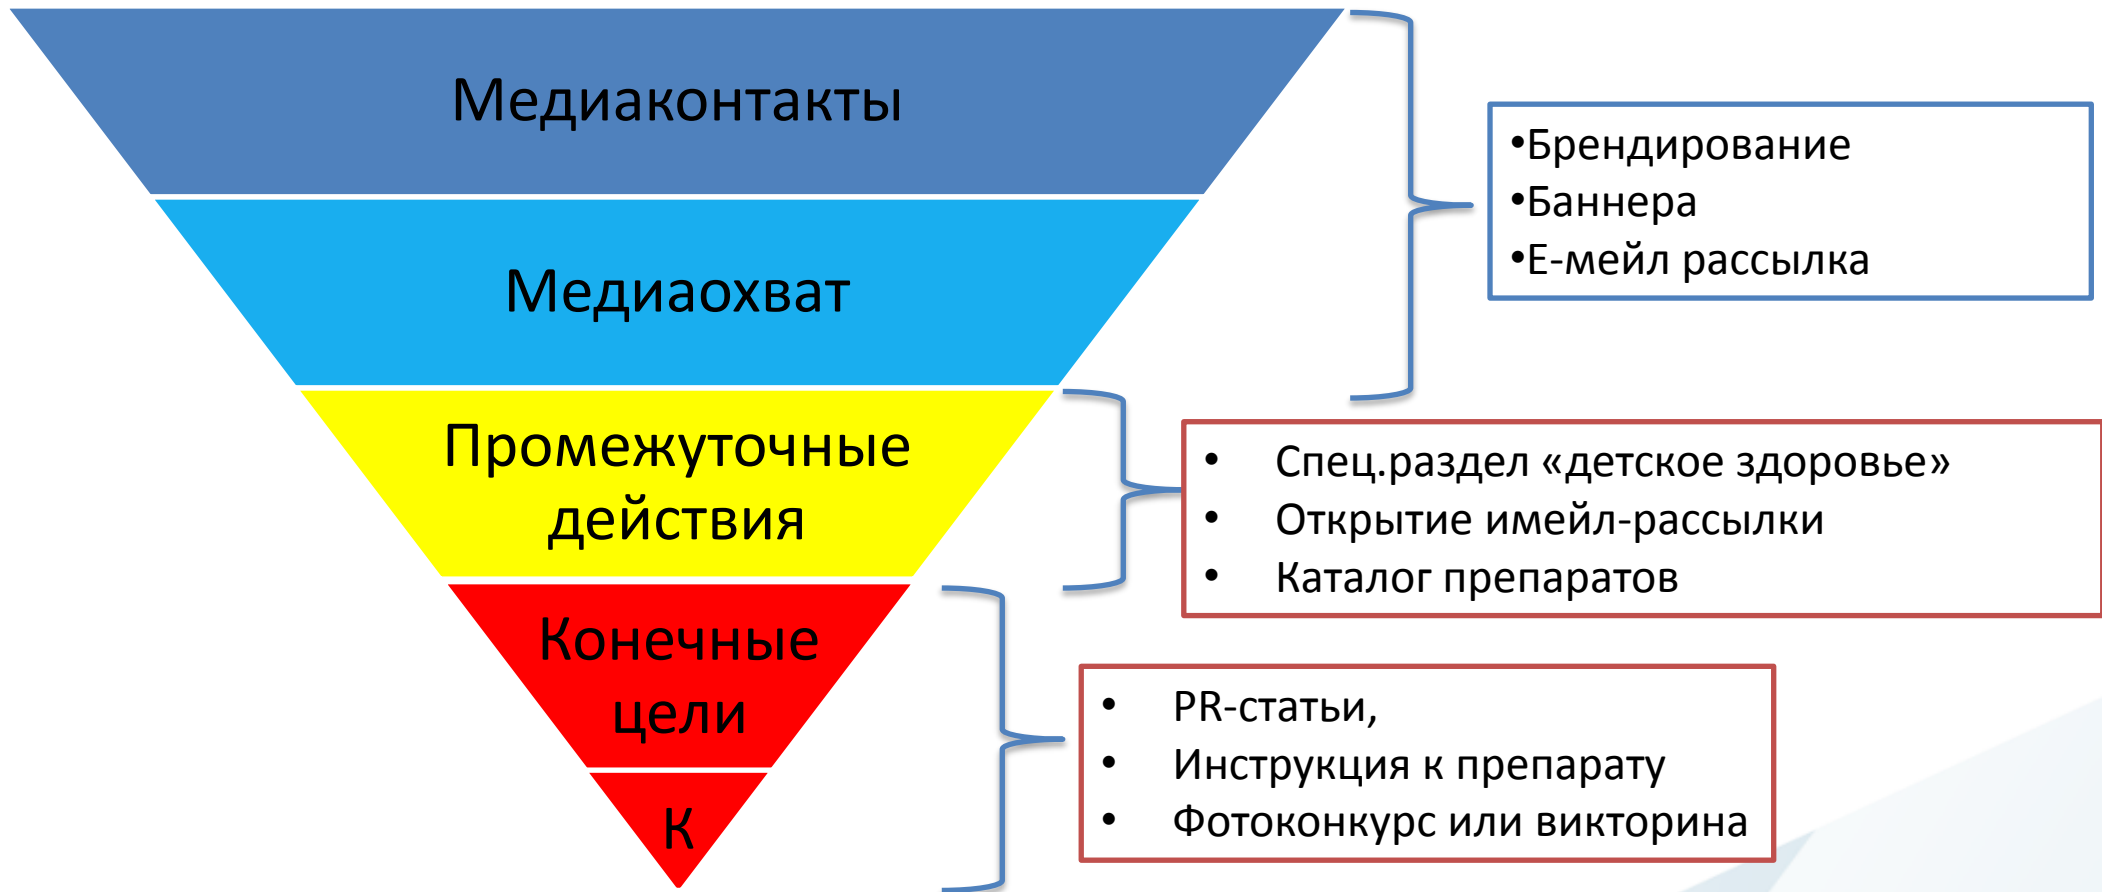 Медиаконтакты
Медиаохват
Промежуточные
действия
Конечные
цели
К
•Брендирование
•Баннера
•Е-мейл рассылка
• Спец.раздел «детское здоровье»
• Открытие имейл-рассылки
• Каталог препаратов
• PR-статьи,
• Инструкция к препарату
• Фотоконкурс или викторина